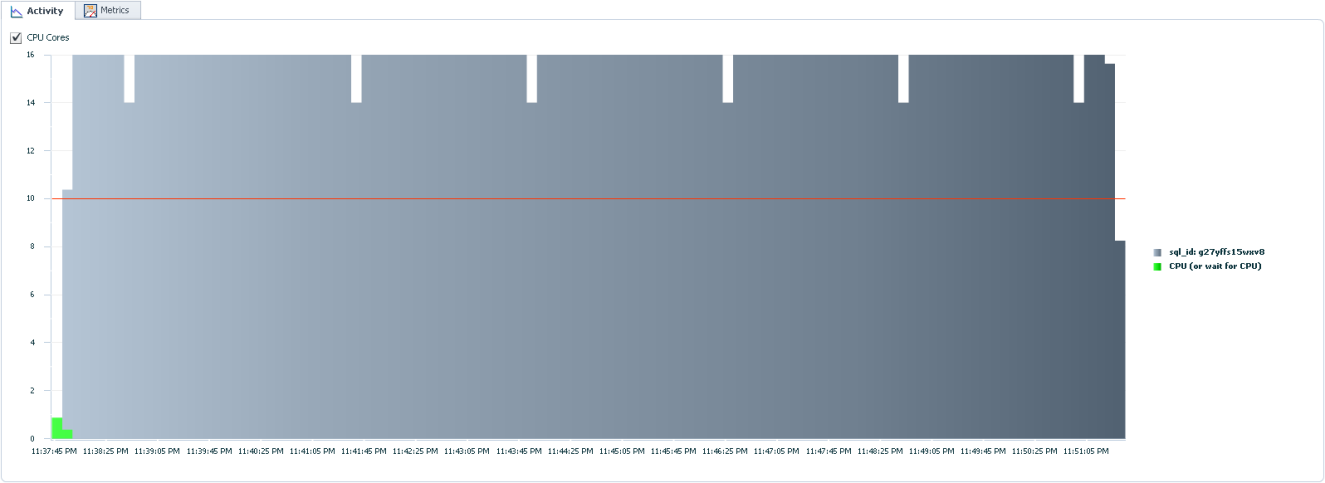 Activity
Metrics
CPU Cores
16
14
12
10
8
6
4
2
0
11:37:45 PM 11:38:25 PM 11:39:05 PM 11:39:45 PM 11:40:25 PM 11:41:05 PM 11:41:45 PM 11:42:25 PM 11:43:05 PM 11:43:45 PM 11:44:25 PM 11:45:05 PM 11:45:45 PM 11:46:25 PM 11:47:05 PM 11:47:45 PM 11:48:25 PM 11:49:05 PM 11:49:45 PM 11:50:25 PM 11:51:05 PM
sql_id: g27yffs15wxv8
CPU (or wait for CPU)